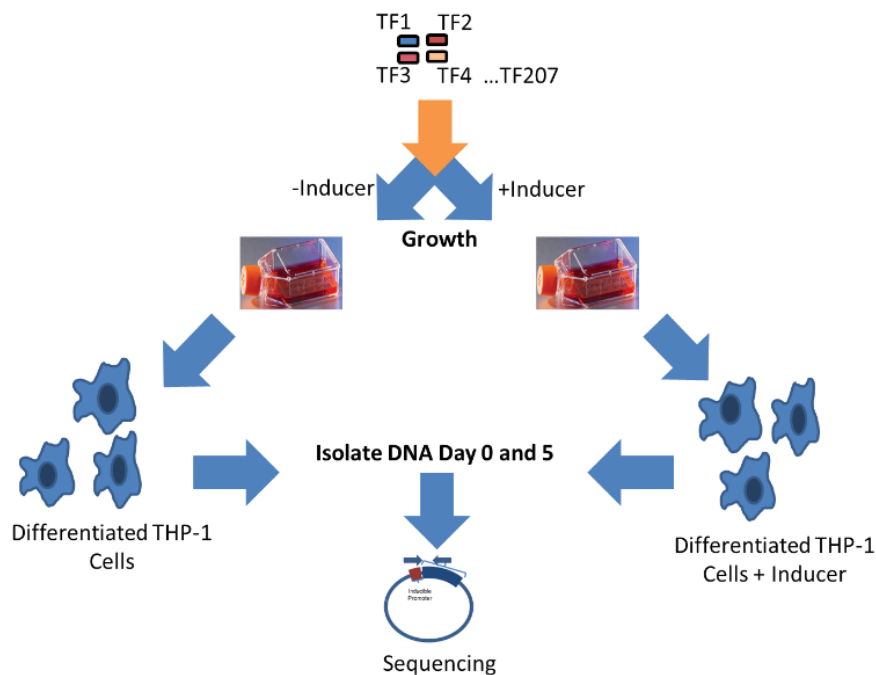 TF1 TF2
TF3 TF4 ...TF207
-Inducer +Inducer
Growth
Isolate DNA Day 0 and 5
Differentiated THP-1
Cells
Differentiated THP-1
Cells + Inducer
Inducible
Promoter
Sequencing